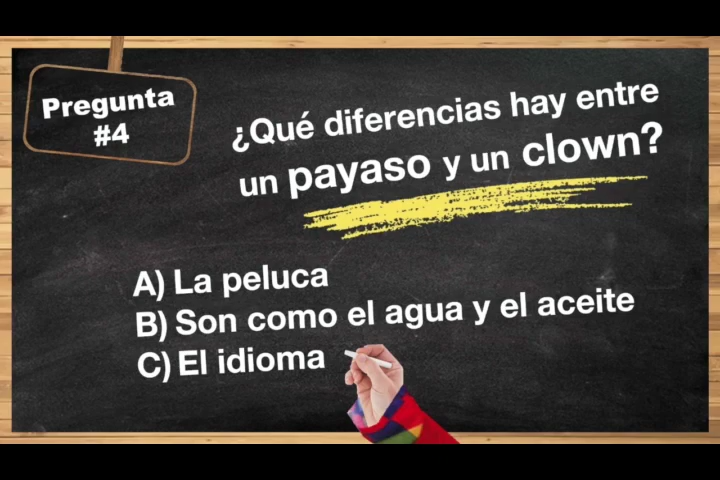 Pregunta
#4
¿Qué diferencias hay entre
un payaso y un clown?
A) La peluca
B) Son como el agua y el aceite
C) El idioma